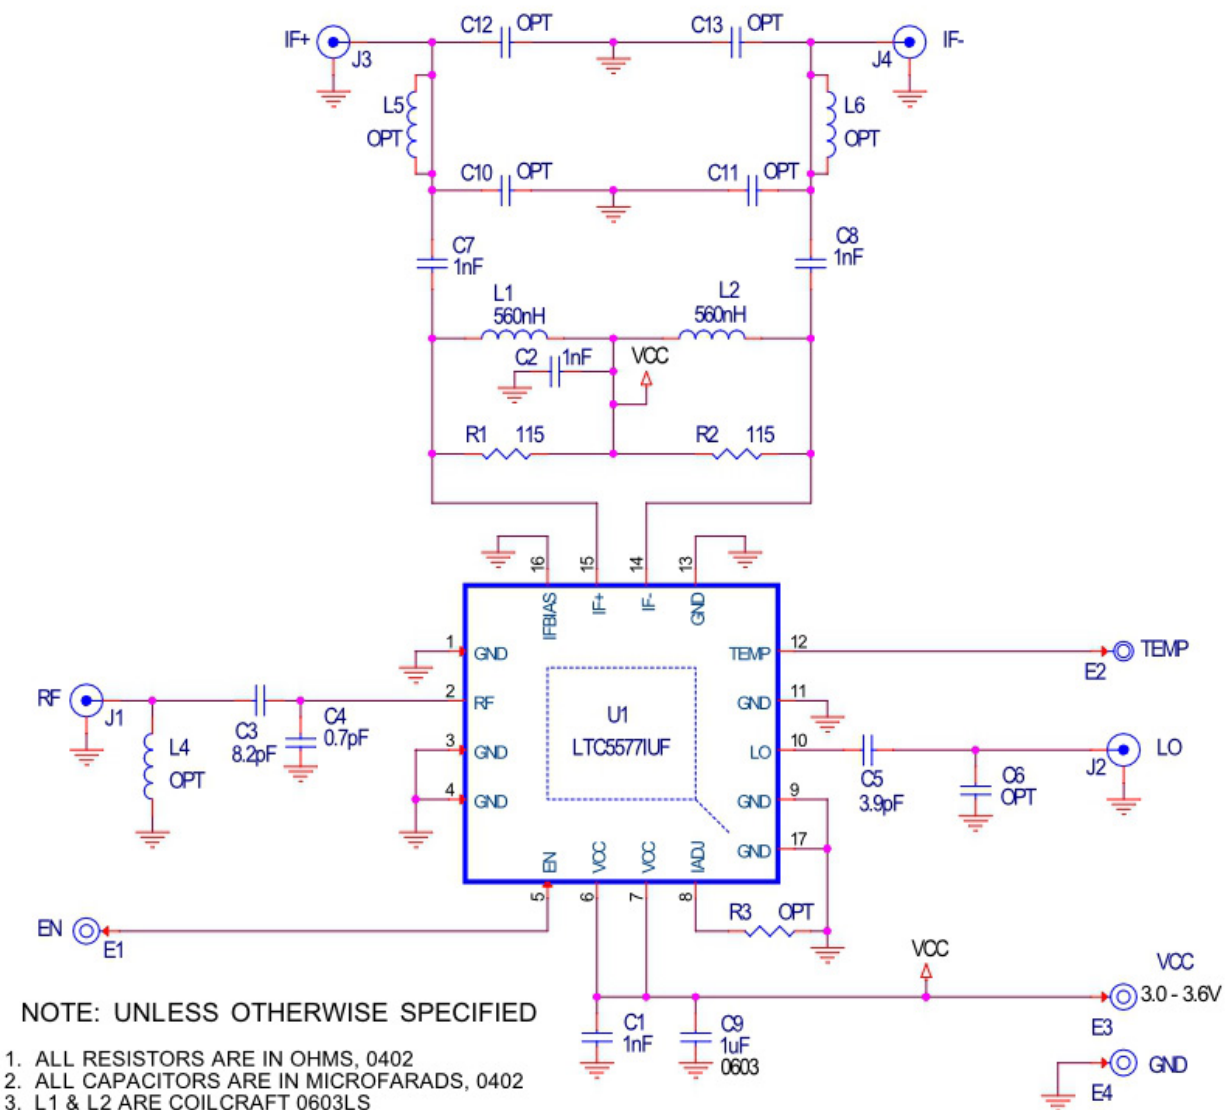 IF+
J3
C12
OPT
C13
OPT
J4
IF-
L5
OPT
L6
OPT
C10
OPT
C11
OPT
C7
1nF
C8
1nF
L1
560nH
L2
560nH
C2
1nF
VCC
R1
115
R2
115
16
15
14
13
IFBIAS
IF+
IF-
GND
1
GND
TEMP
12
TEMP
E2
RF
J1
2
RF
GND
11
L4
OPT
C3
8.2pF
C4
0.7pF
U1
LTC5577IUF
3
GND
LO
10
C5
3.9pF
C6
OPT
J2
LO
4
GND
GND
9
GND
17
EN
VCC
VCC
IADJ
5
6
7
8
R3
OPT
EN
E1
VCC
VCC
3.0 - 3.6V
E3
C1
1nF
C9
1uF
0603
GND
E4
NOTE: UNLESS OTHERWISE SPECIFIED
1. ALL RESISTORS ARE IN OHMS, 0402
2. ALL CAPACITORS ARE IN MICROFARADS, 0402
3. L1 & L2 ARE COILCRAFT 0603LS